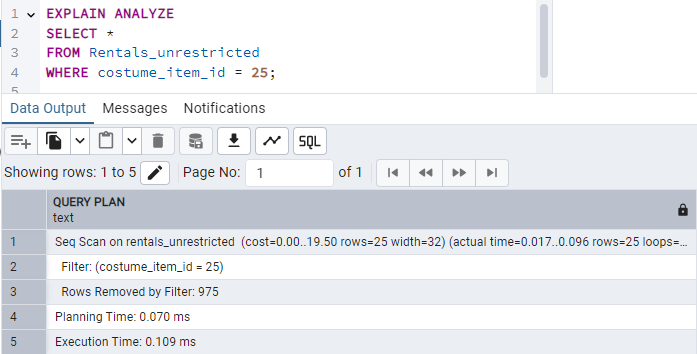 1 EXPLAIN ANALYZE
2 SELECT *
3 FROM Rentals_unrestricted
4 WHERE costume_item_id = 25;
5
Data Output Messages Notifications
SQL
Showing rows: 1 to 5 Page No: 1 of 1
QUERY PLAN
text
1 Seq Scan on rentals_unrestricted (cost=0.00..19.50 rows=25 width=32) (actual time=0.017..0.096 rows=25 loops=...
2 Filter: (costume_item_id = 25)
3 Rows Removed by Filter: 975
4 Planning Time: 0.070 ms
5 Execution Time: 0.109 ms